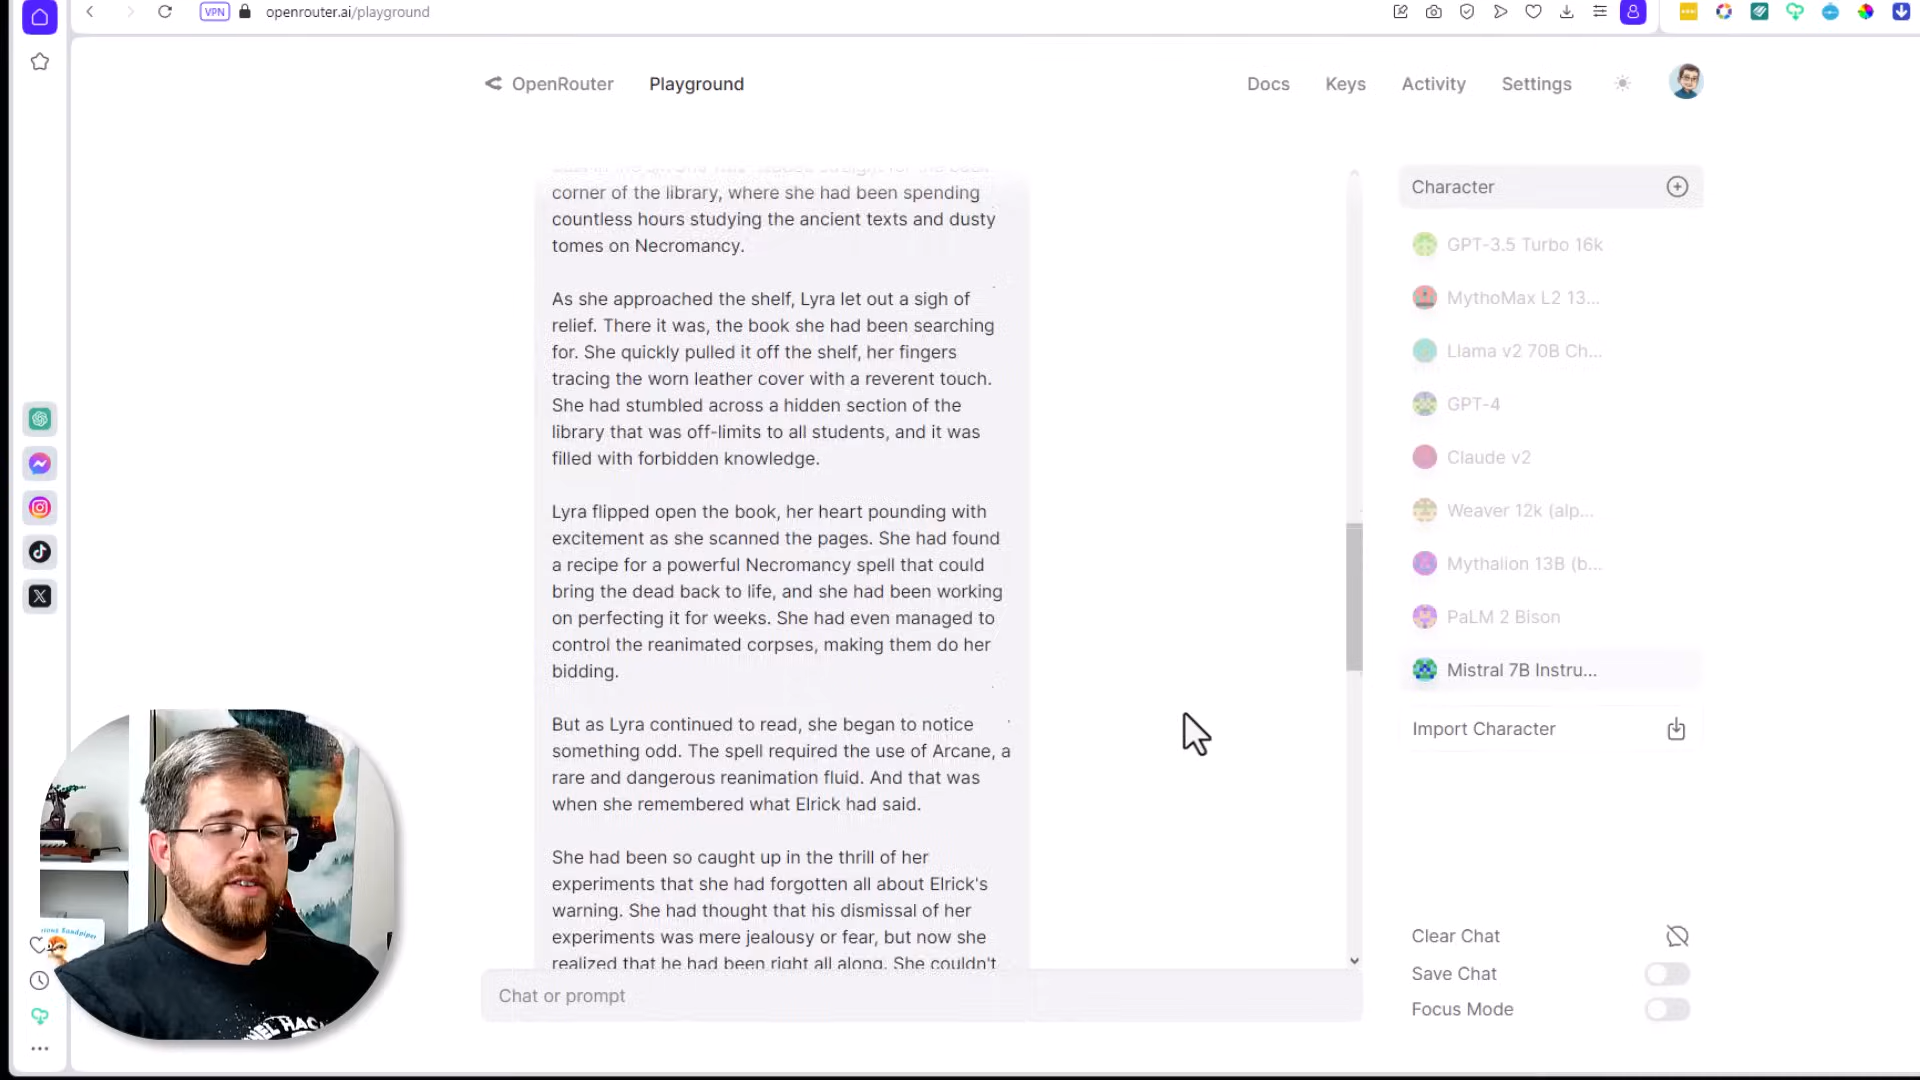 VPN
openrouter.ai/playground
OpenRouter
Playground
Docs
Keys
Activity
Settings
corner of the library, where she had been spending
countless hours studying the ancient texts and dusty
tomes on Necromancy.
As she approached the shelf, Lyra let out a sigh of
relief. There it was, the book she had been searching
for. She quickly pulled it off the shelf, her fingers
tracing the worn leather cover with a reverent touch.
She had stumbled across a hidden section of the
library that was off-limits to all students, and it was
filled with forbidden knowledge.
Lyra flipped open the book, her heart pounding with
excitement as she scanned the pages. She had found
a recipe for a powerful Necromancy spell that could
bring the dead back to life, and she had been working
on perfecting it for weeks. She had even managed to
control the reanimated corpses, making them do her
bidding.
But as Lyra continued to read, she began to notice
something odd. The spell required the use of Arcane, a
rare and dangerous reanimation fluid. And that was
when she remembered what Elrick had said.
She had been so caught up in the thrill of her
experiments that she had forgotten all about Elrick's
warning. She had thought that his dismissal of her
experiments was mere jealousy or fear, but now she
realized that he had been right all along. She couldn't
Chat or prompt
Character
GPT-3.5 Turbo 16k
MythoMax L2 13...
Llama v2 70B Ch...
GPT-4
Claude v2
Weaver 12k (alp...
Mythalion 13B (b...
PaLM 2 Bison
Mistral 7B Instru...
Import Character
Clear Chat
Save Chat
Focus Mode
Sandpiper